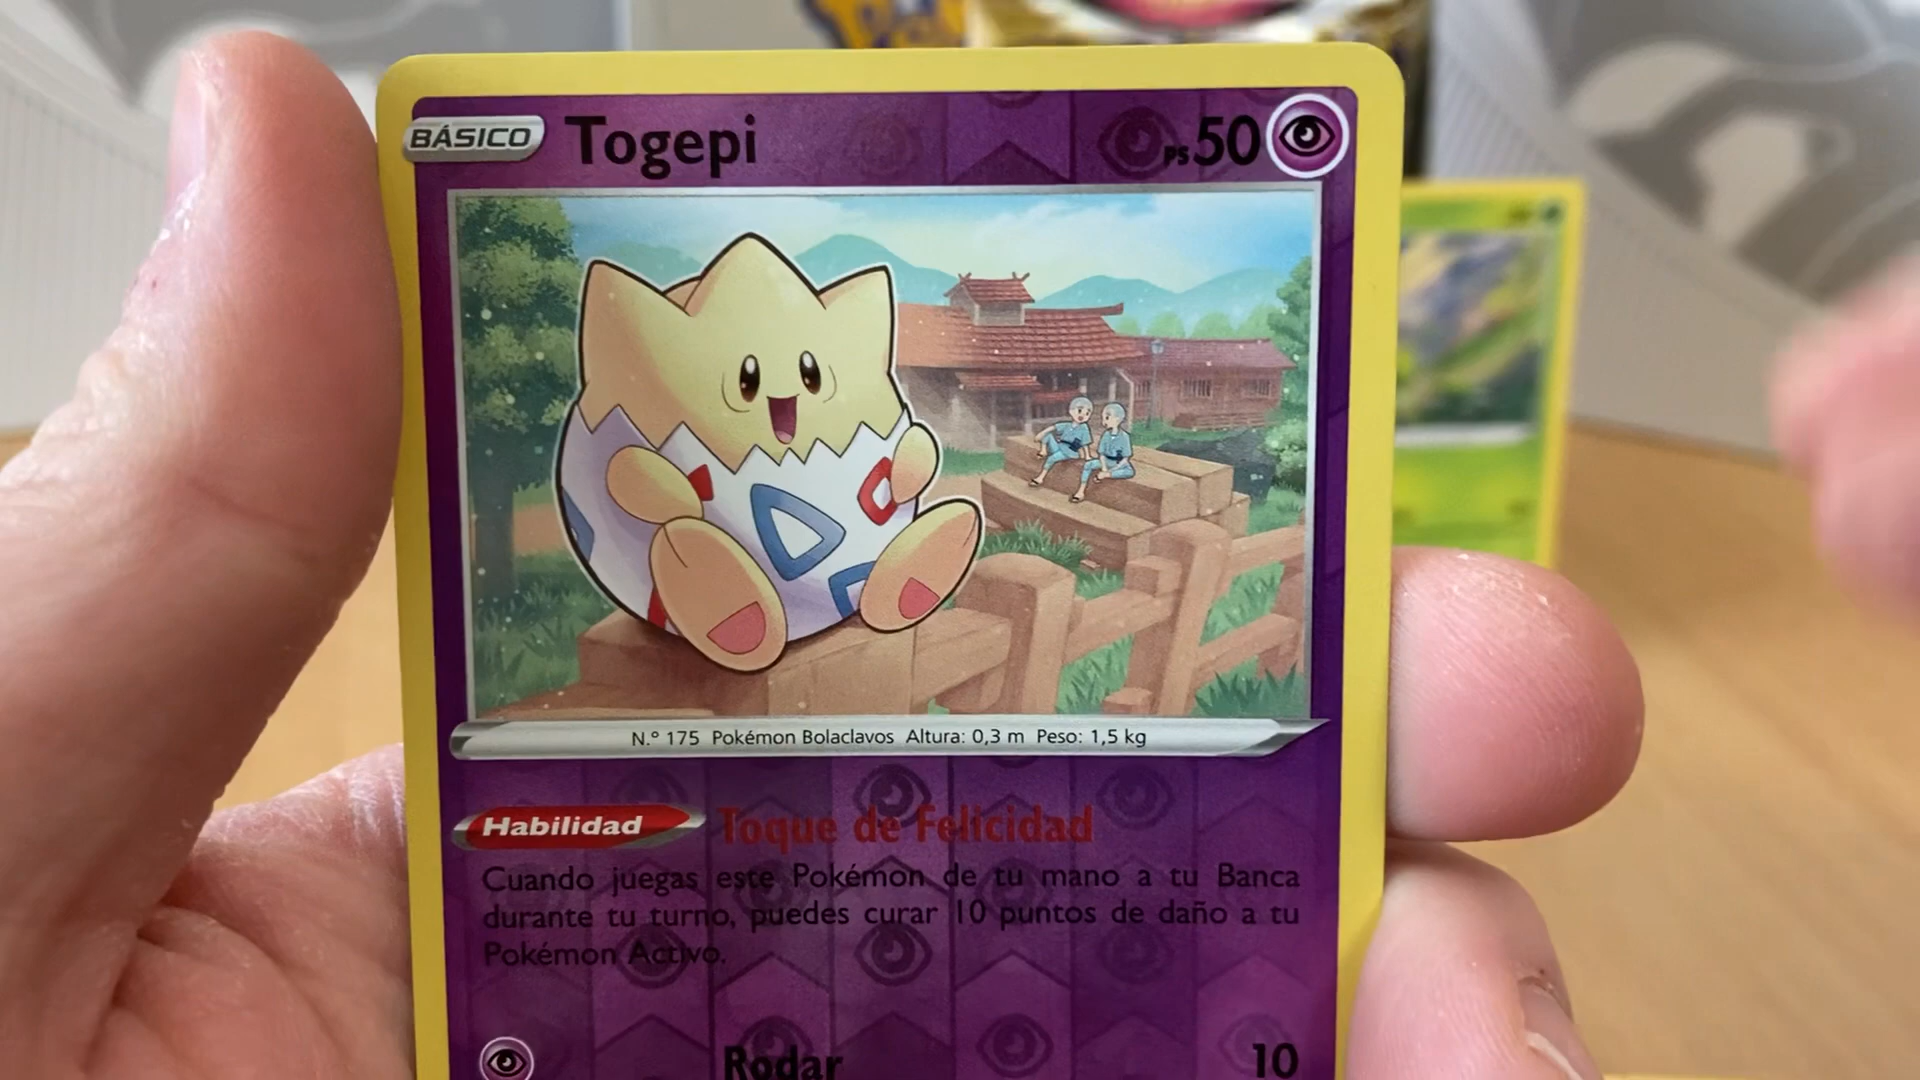 BÁSICO Togepi PS 50
N.º 175 Pokémon Bolaclavos Altura: 0,3 m Peso: 1,5 kg
Habilidad Toque de Felicidad
Cuando juegas este Pokémon de tu mano a tu Banca
durante tu turno, puedes curar 10 puntos de daño a tu
Pokémon Activo.
Rodar 10